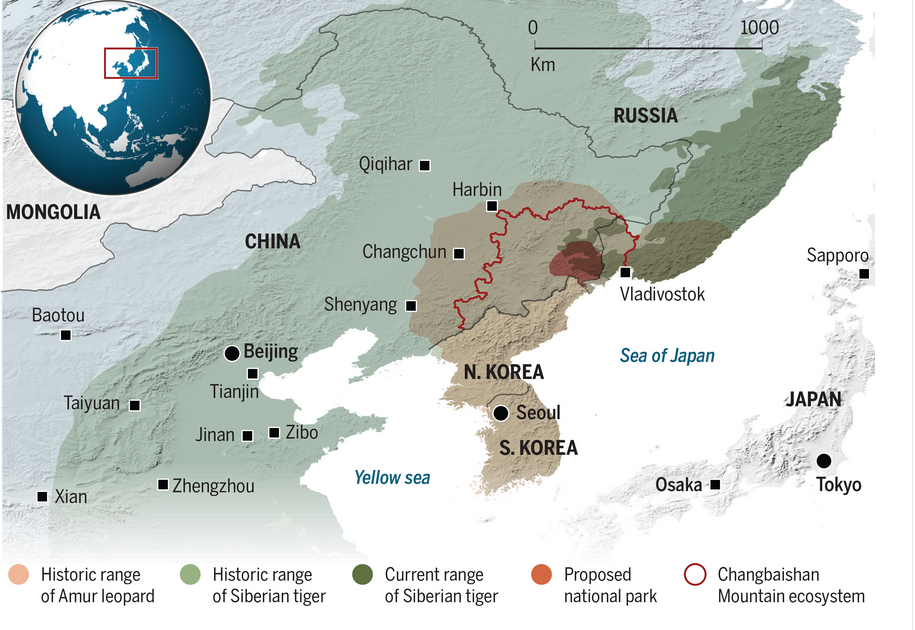 0
1000
Km
RUSSIA
Qiqihar
Harbin
MONGOLIA
CHINA
Changchun
Sapporo
Vladivostok
Shenyang
Baotou
Beijing
Sea of Japan
N. KOREA
Tianjin
Taiyuan
JAPAN
Seoul
Jinan
Zibo
S. KOREA
Yellow sea
Zhengzhou
Osaka
Tokyo
Xian
Historic range
of Amur leopard
Historic range
of Siberian tiger
Current range
of Siberian tiger
Proposed
national park
Changbaishan
Mountain ecosystem